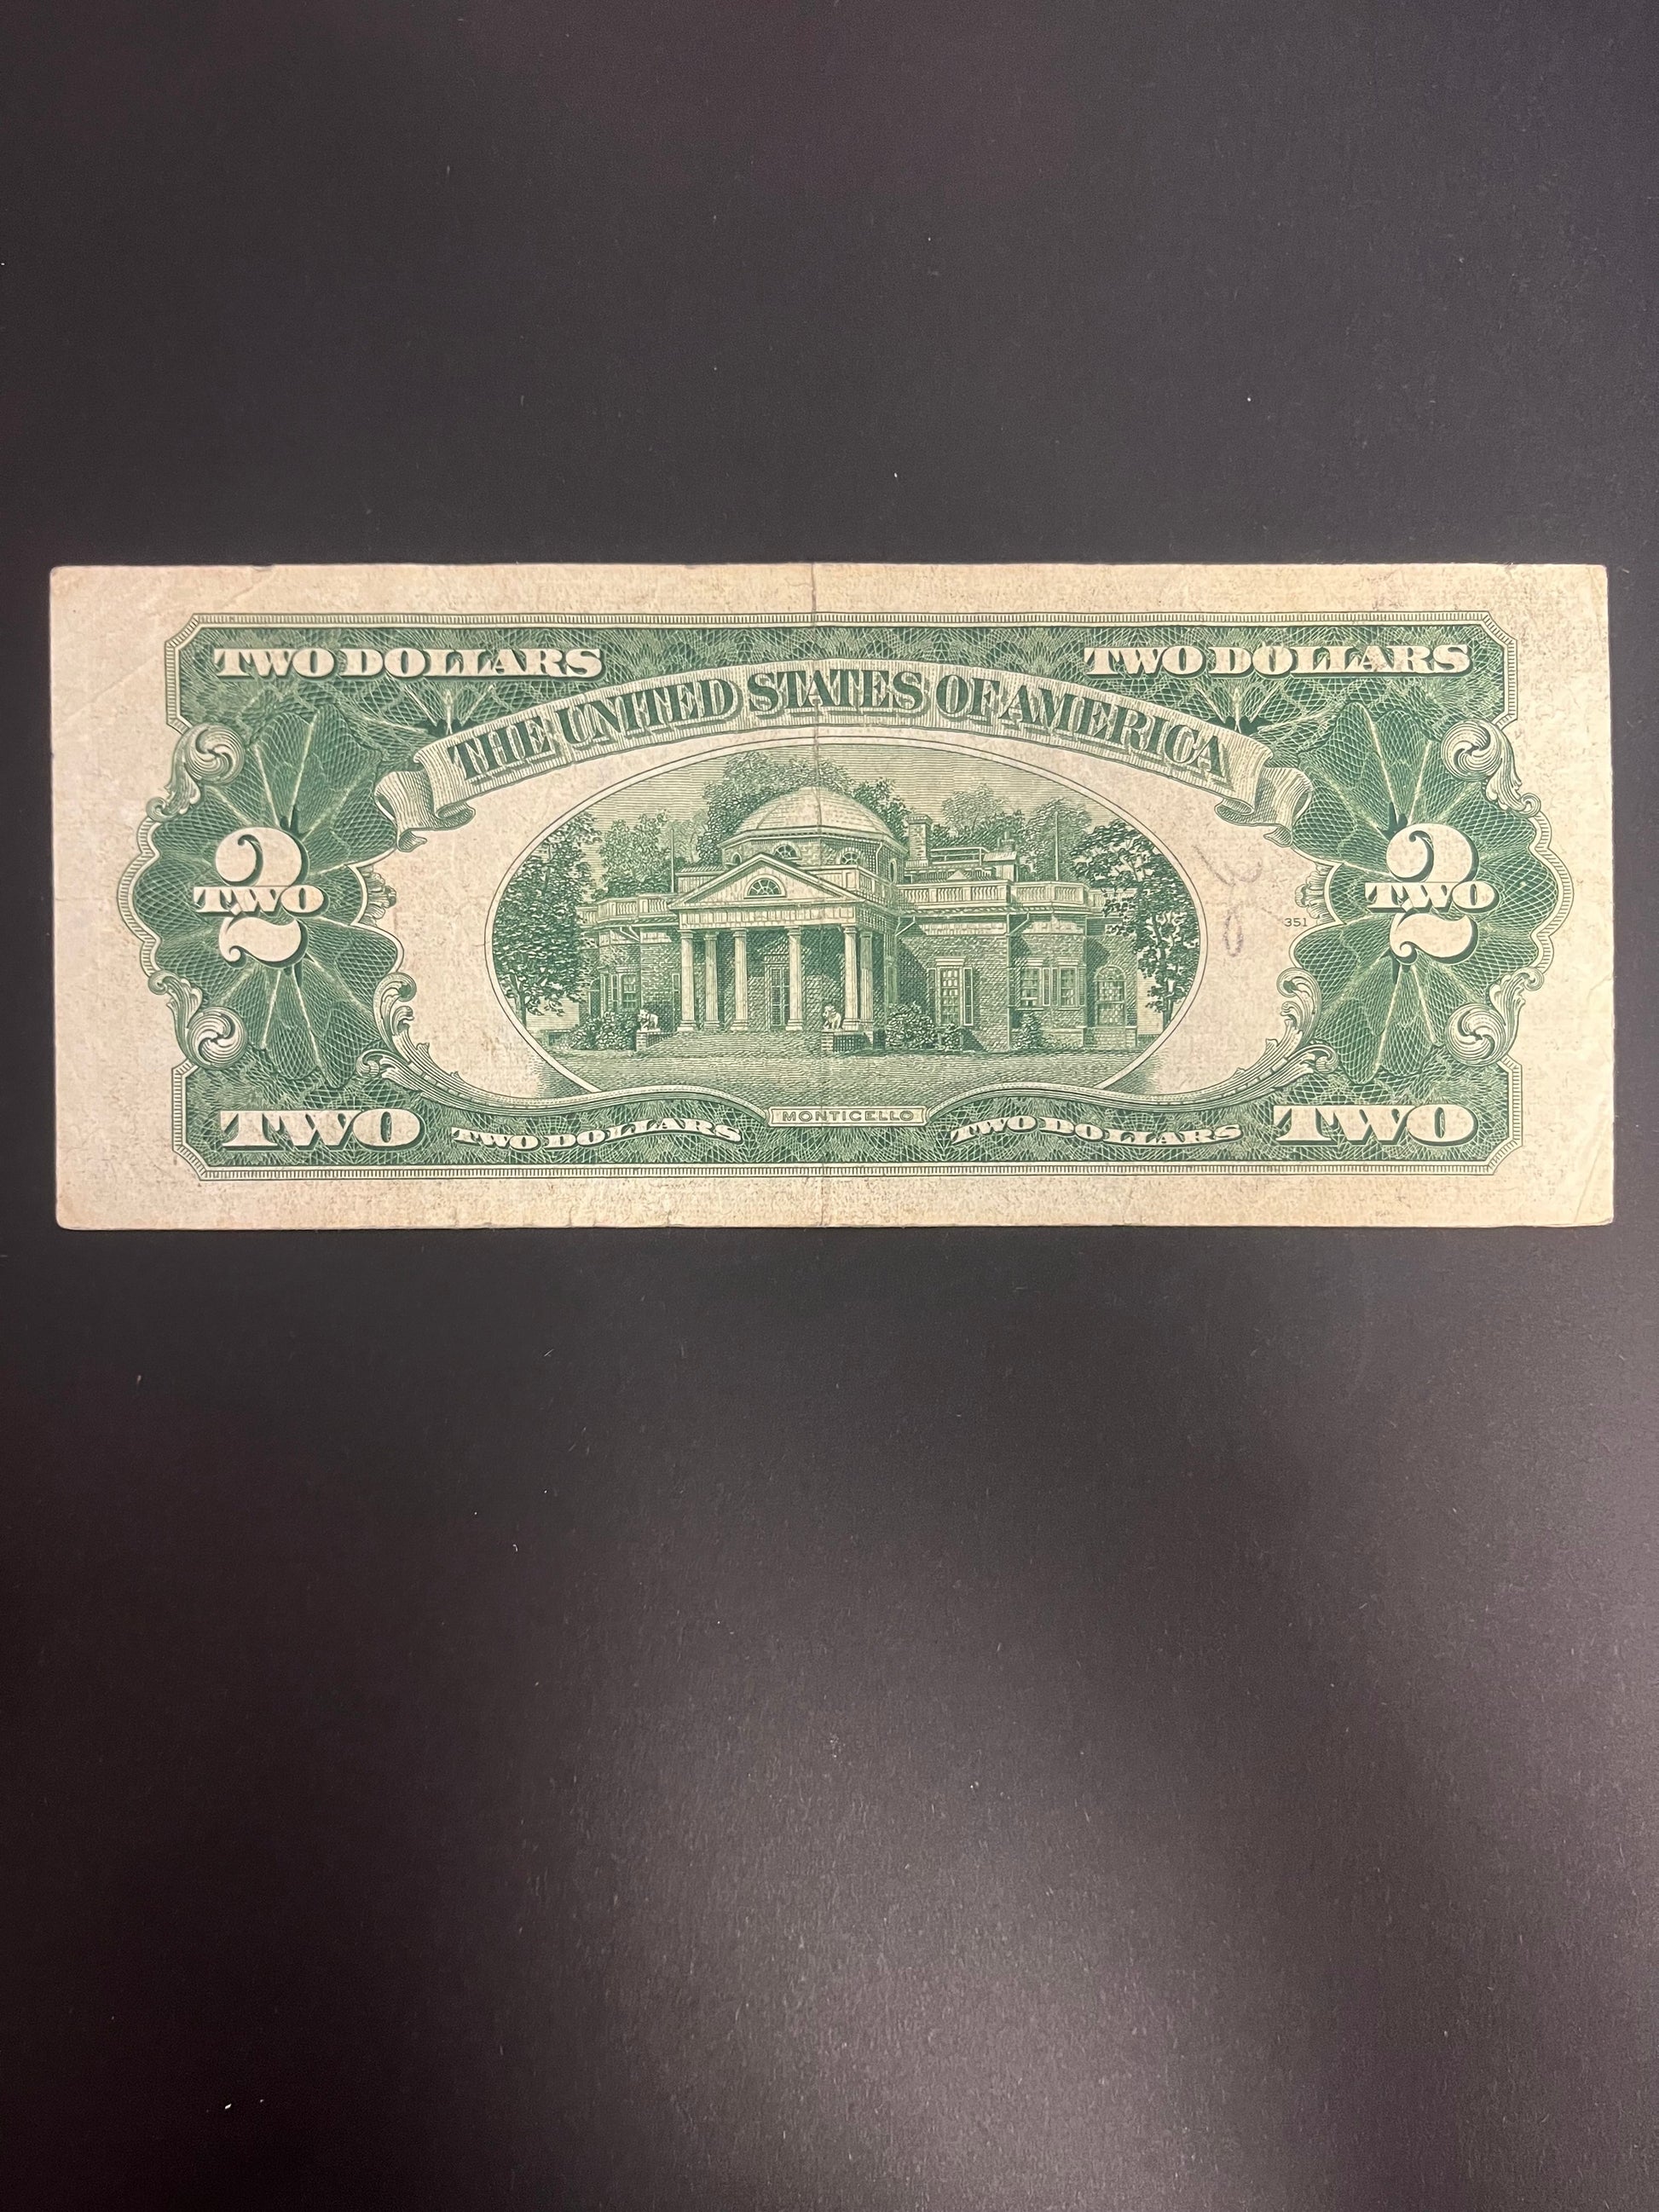 TWO DOLLARS TWO DOLLARS
THE UNITED STATES OF AMERICA
2 TWO
2 TWO
351
MONTICELLO
TWO TWO DOLLARS TWO DOLLARS TWO